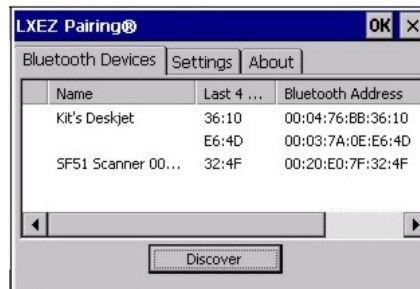 LXEZ Pairing® OK ×
Bluetooth Devices Settings About
Name Last 4 ... Bluetooth Address
Kit's Deskjet 36:10 00:04:76:BB:36:10
E6:4D 00:03:7A:0E:E6:4D
SF51 Scanner 00... 32:4F 00:20:E0:7F:32:4F
Discover